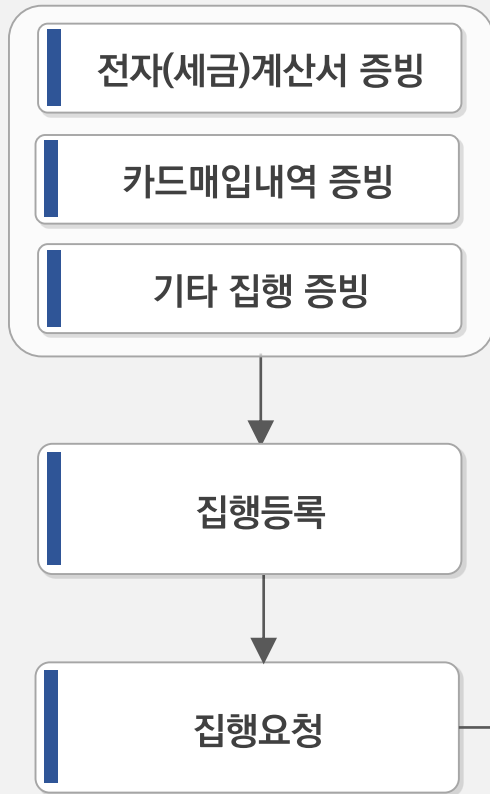 전자(세금)계산서 증빙
카드매입내역 증빙
기타 집행 증빙
집행등록
집행요청